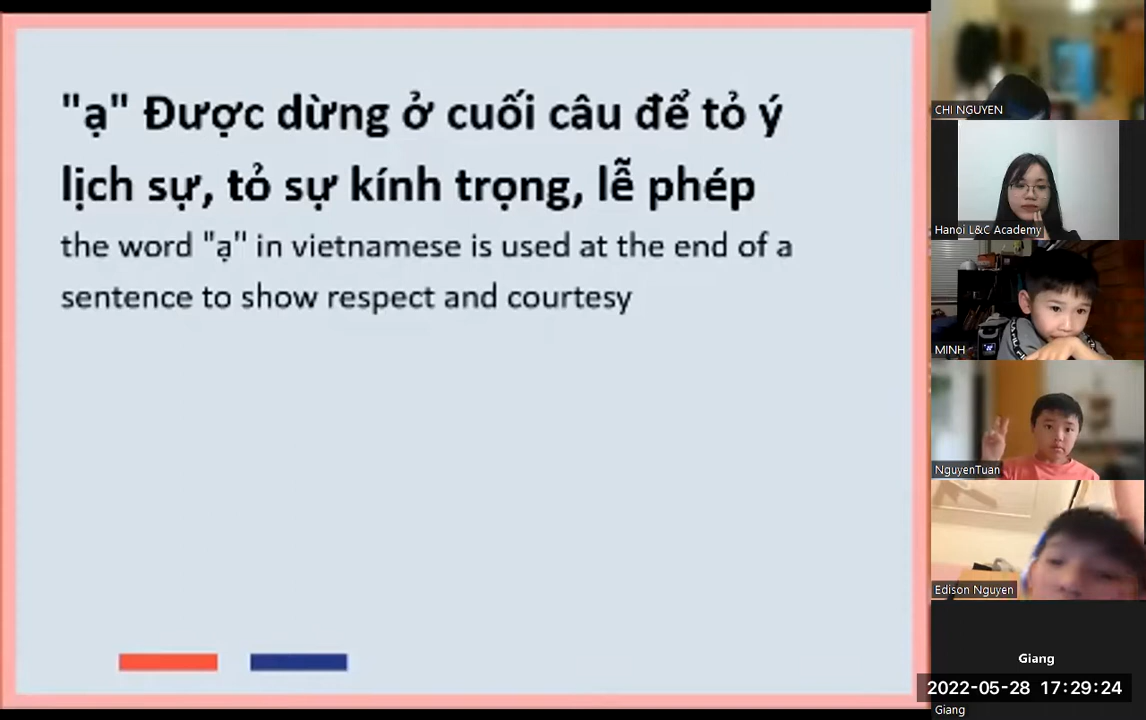 "ạ" Được dừng ở cuối câu để tỏ ý
lịch sự, tỏ sự kính trọng, lễ phép
the word "ạ" in vietnamese is used at the end of a
sentence to show respect and courtesy
CHI NGUYEN
Hanoi L&C Academy
MINH
NguyenTuan
Edison Nguyen
Giang
2022-05-28 17:29:24
Giang